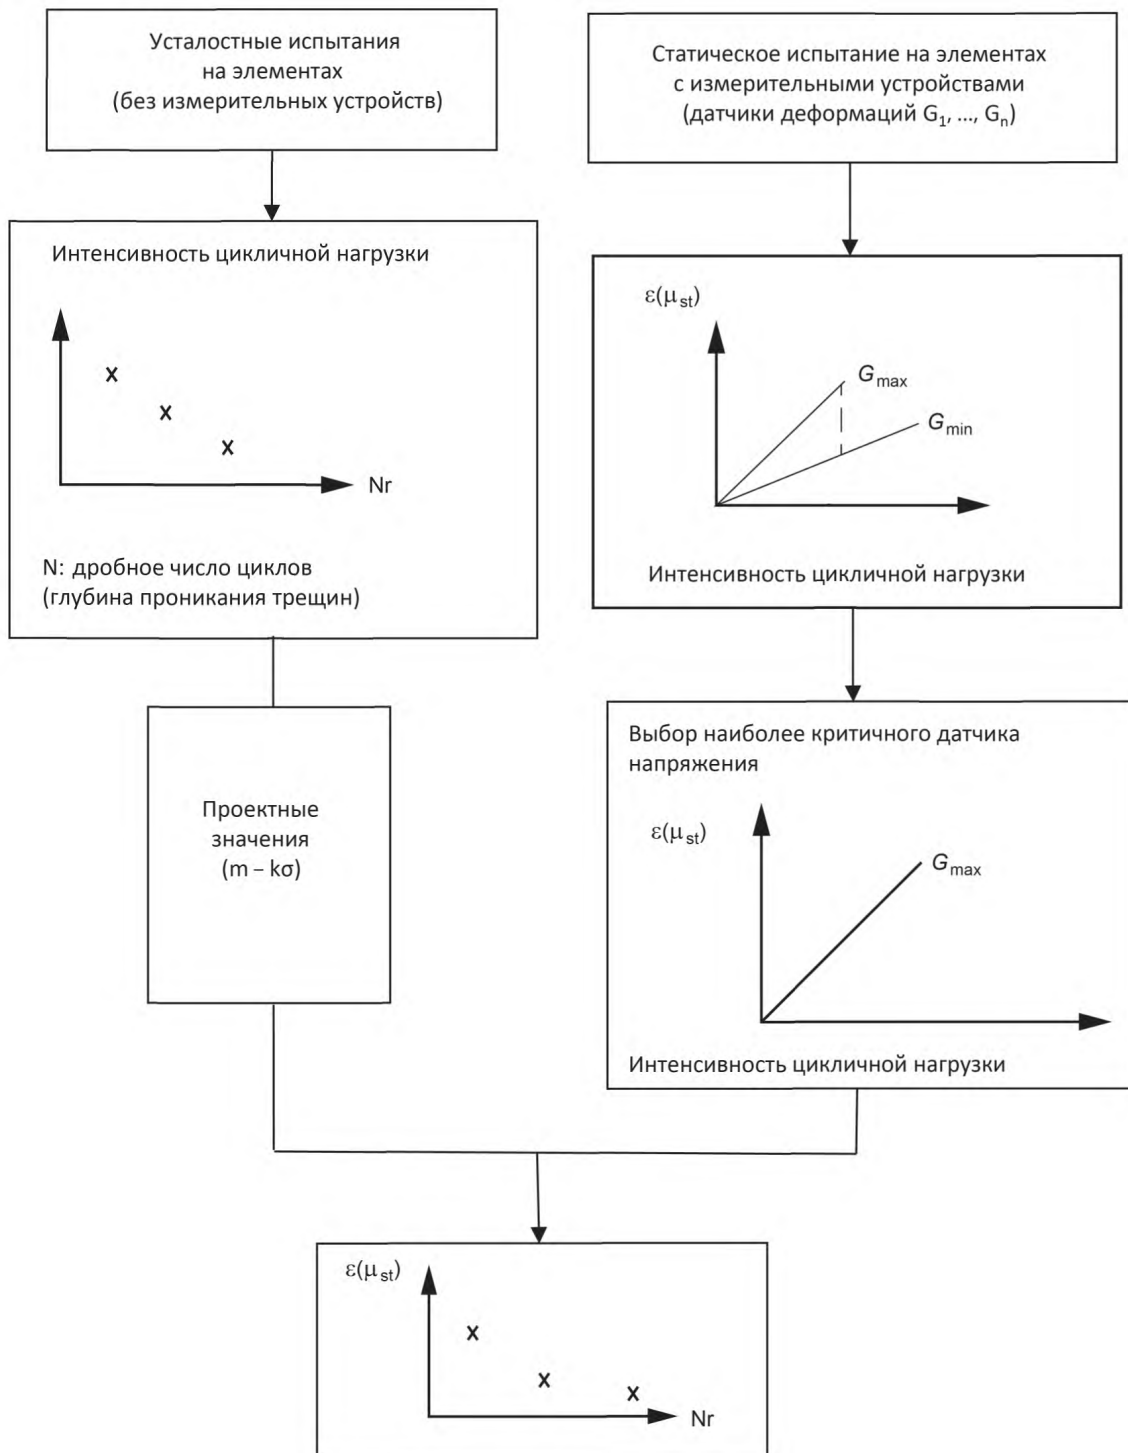 Усталостные испытания
на элементах
(без измерительных устройств)
Статическое испытание на элементах
с измерительными устройствами
(датчики деформаций G1, ..., Gn)
Интенсивность цикличной нагрузки
x
x
x
Nr
N: дробное число циклов
(глубина проникания трещин)
ε(μst)
Gmax
Gmin
Интенсивность цикличной нагрузки
Проектные
значения
(m – kσ)
Выбор наиболее критичного датчика
напряжения
ε(μst)
Gmax
Интенсивность цикличной нагрузки
ε(μst)
x
x
x
Nr